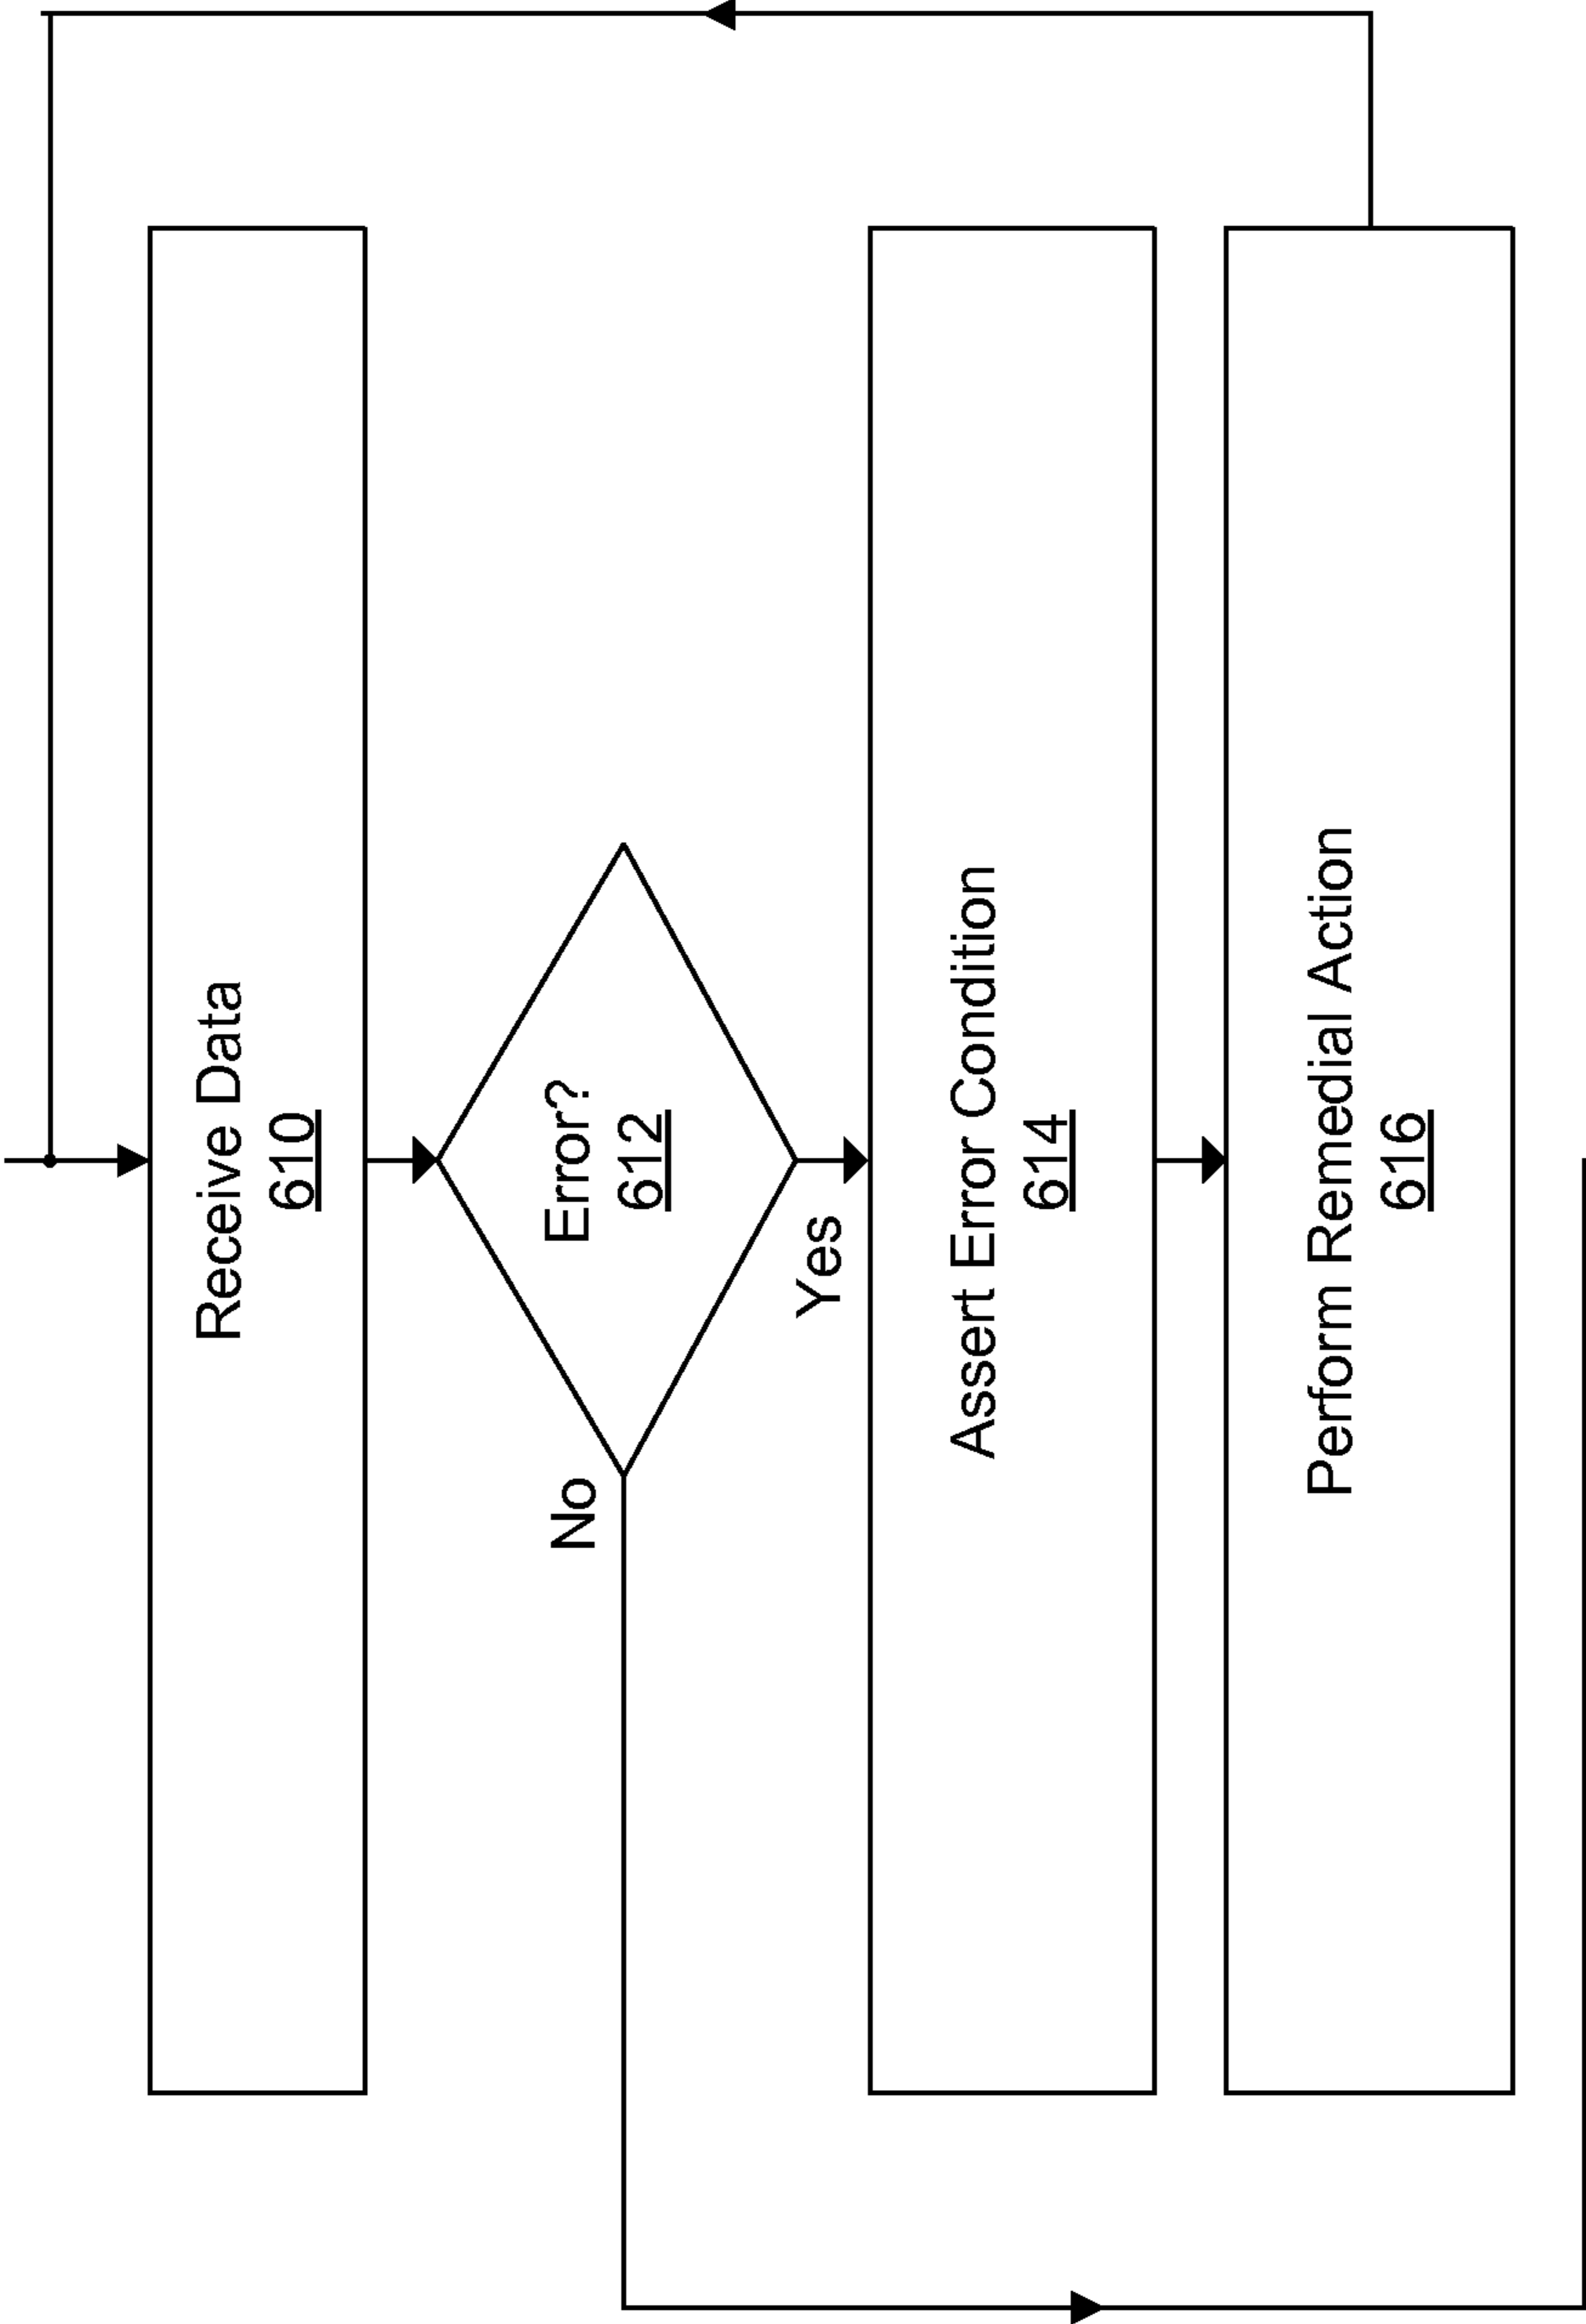 Receive Data
610
Error?
612
No
Yes
Assert Error Condition
614
Perform Remedial Action
616